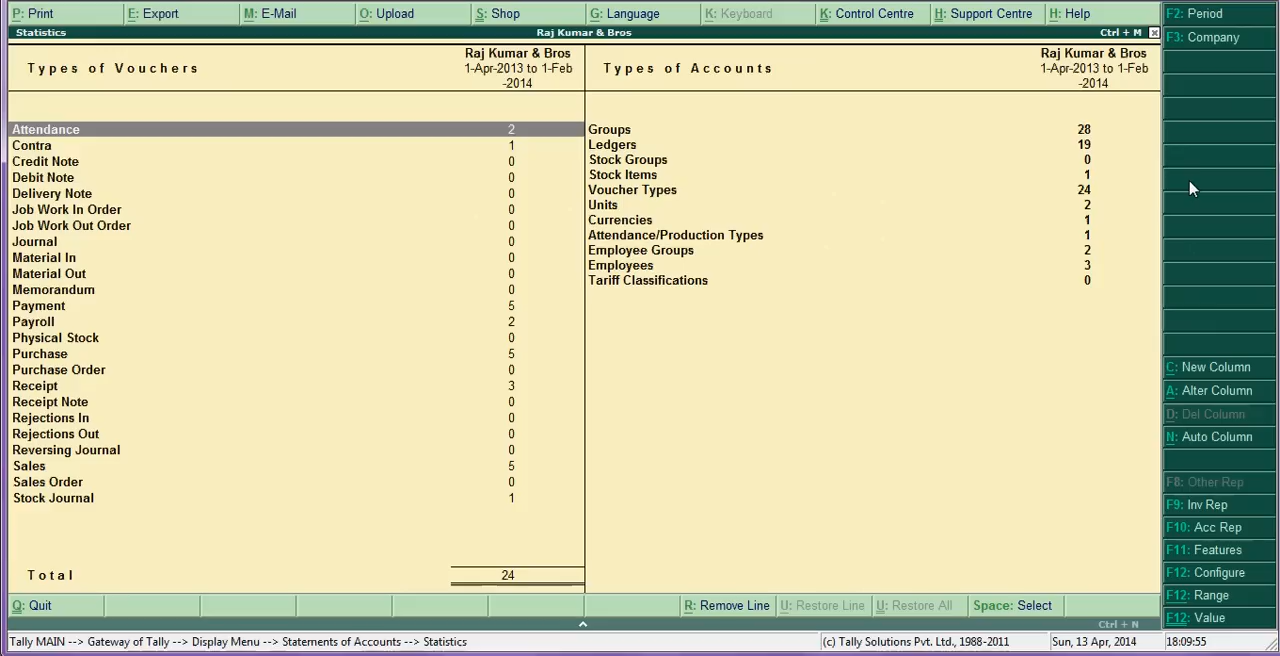 P: Print E: Export M: E-Mail O: Upload S: Shop G: Language K: Keyboard K: Control Centre H: Support Centre H: Help
Statistics Raj Kumar & Bros Ctrl + M
Types of Vouchers
Raj Kumar & Bros
1-Apr-2013 to 1-Feb
-2014
Attendance 2
Contra 1
Credit Note 0
Debit Note 0
Delivery Note 0
Job Work In Order 0
Job Work Out Order 0
Journal 0
Material In 0
Material Out 0
Memorandum 0
Payment 5
Payroll 2
Physical Stock 0
Purchase 5
Purchase Order 0
Receipt 3
Receipt Note 0
Rejections In 0
Rejections Out 0
Reversing Journal 0
Sales 5
Sales Order 0
Stock Journal 1
Total 24
Types of Accounts
Raj Kumar & Bros
1-Apr-2013 to 1-Feb
-2014
Groups 28
Ledgers 19
Stock Groups 0
Stock Items 1
Voucher Types 24
Units 2
Currencies 1
Attendance/Production Types 1
Employee Groups 2
Employees 3
Tariff Classifications 0
F2: Period
F3: Company
C: New Column
A: Alter Column
D: Del Column
N: Auto Column
F8: Other Rep
F9: Inv Rep
F10: Acc Rep
F11: Features
F12: Configure
F12: Range
F12: Value
Q: Quit R: Remove Line U: Restore Line U: Restore All Space: Select
Ctrl + N
Tally MAIN --> Gateway of Tally --> Display Menu --> Statements of Accounts --> Statistics (c) Tally Solutions Pvt. Ltd., 1988-2011 Sun, 13 Apr, 2014 18:09:55